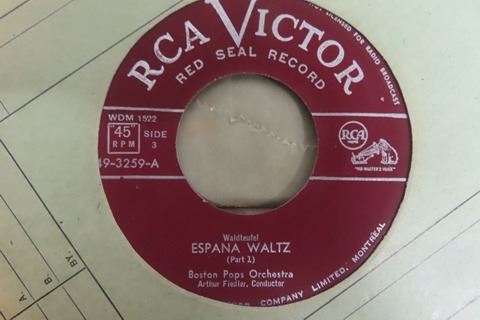 RCA VICTOR
RED SEAL RECORD
NOT LICENSED FOR RADIO BROADCAST
WDM 1522
"45"
RPM
SIDE
3
49-3259-A
RCA
"HIS MASTER'S VOICE"
Waldteufel
ESPANA WALTZ
(Part 1)
Boston Pops Orchestra
Arthur Fiedler, Conductor
COMPANY LIMITED, MONTREAL
BY
A.
B.